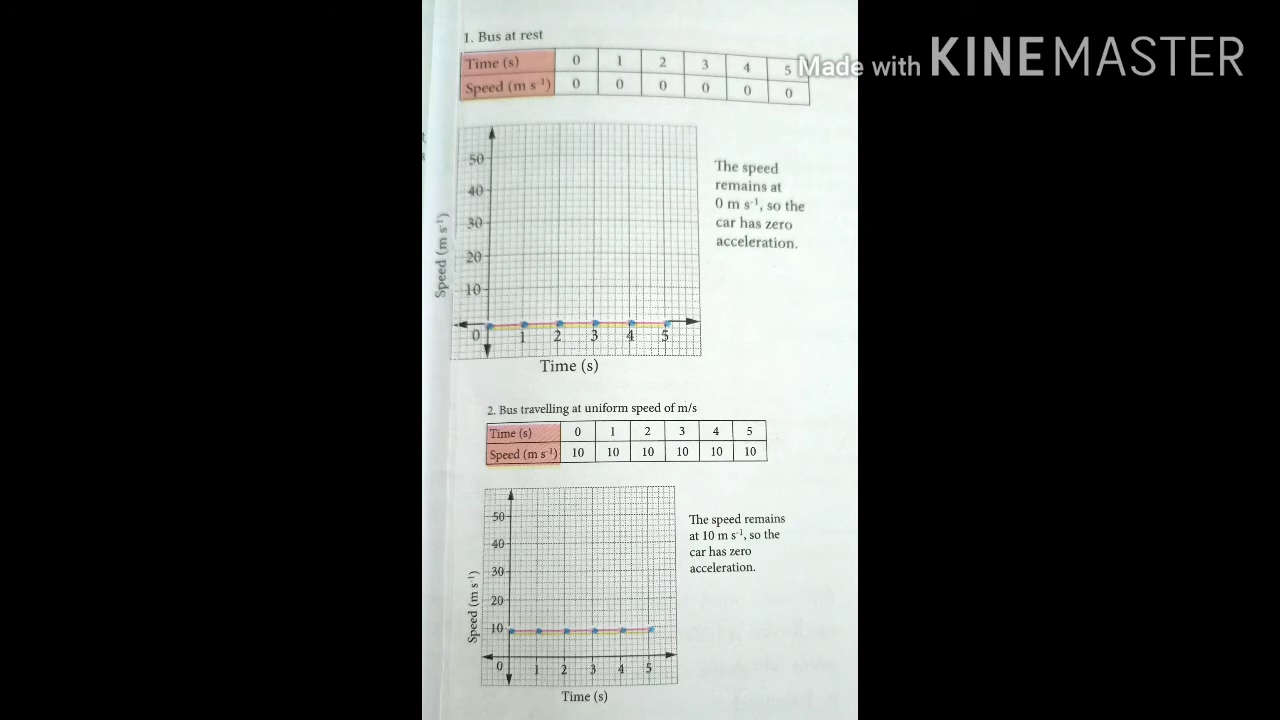 1. Bus at rest
Time (s) 0 1 2 3 4 5
Speed (m s⁻¹) 0 0 0 0 0 0
Made with KINEMASTER
50
40
30
20
10
0 1 2 3 4 5
Speed (m s⁻¹)
Time (s)
The speed
remains at
0 m s⁻¹, so the
car has zero
acceleration.
2. Bus travelling at uniform speed of m/s
Time (s) 0 1 2 3 4 5
Speed (m s⁻¹) 10 10 10 10 10 10
50
40
30
20
10
0 1 2 3 4 5
Speed (m s⁻¹)
Time (s)
The speed remains
at 10 m s⁻¹, so the
car has zero
acceleration.